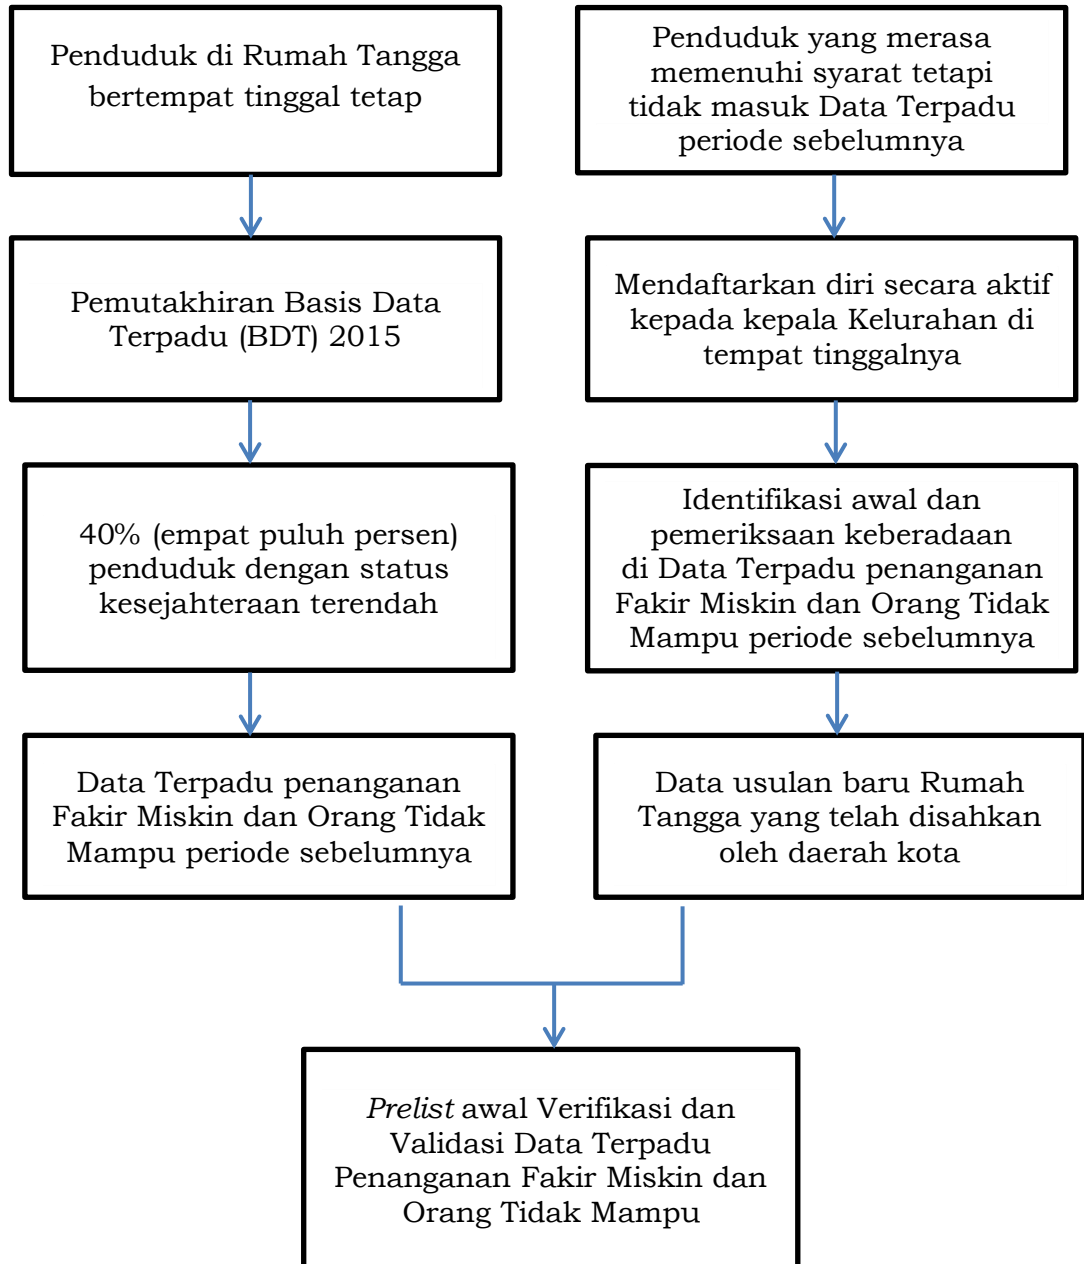 Penduduk di Rumah Tangga
bertempat tinggal tetap
Pemutakhiran Basis Data
Terpadu (BDT) 2015
40% (empat puluh persen)
penduduk dengan status
kesejahteraan terendah
Data Terpadu penanganan
Fakir Miskin dan Orang Tidak
Mampu periode sebelumnya
Penduduk yang merasa
memenuhi syarat tetapi
tidak masuk Data Terpadu
periode sebelumnya
Mendaftarkan diri secara aktif
kepada kepala Kelurahan di
tempat tinggalnya
Identifikasi awal dan
pemeriksaan keberadaan
di Data Terpadu penanganan
Fakir Miskin dan Orang Tidak
Mampu periode sebelumnya
Data usulan baru Rumah
Tangga yang telah disahkan
oleh daerah kota
Prelist awal Verifikasi dan
Validasi Data Terpadu
Penanganan Fakir Miskin dan
Orang Tidak Mampu